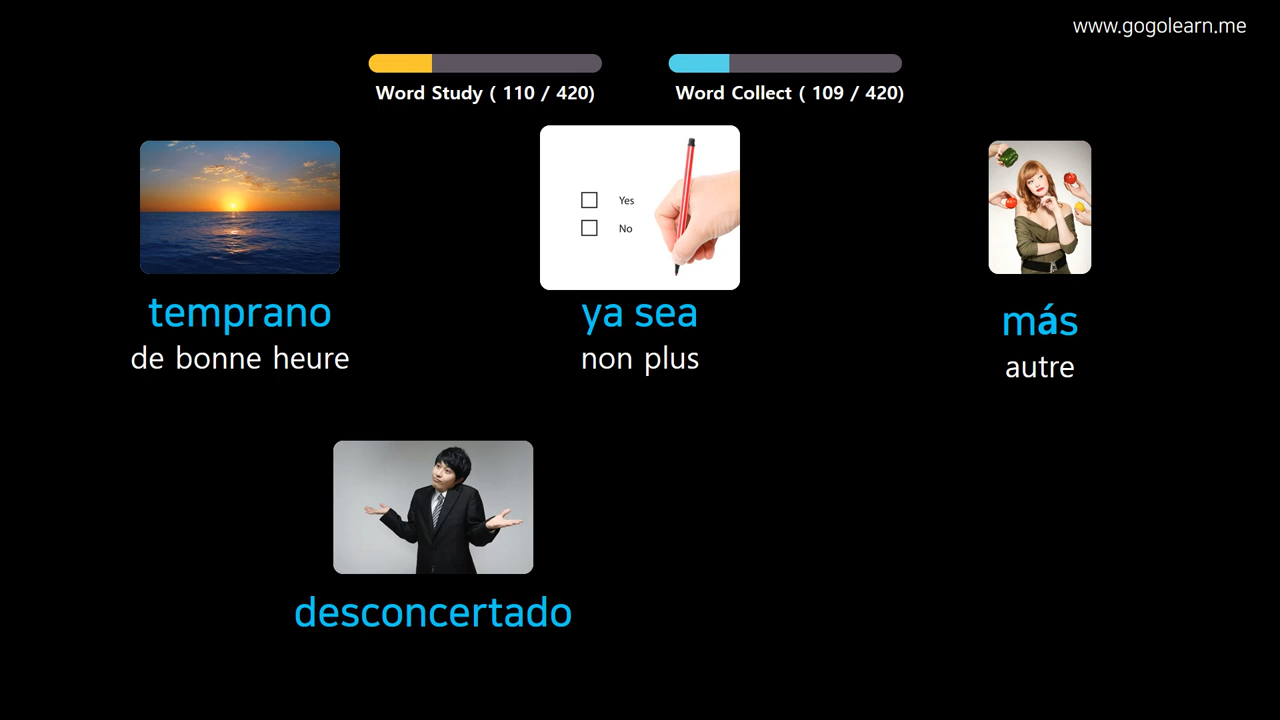 www.gogolearn.me
Word Study ( 110 / 420)
Word Collect ( 109 / 420)
Yes
No
temprano
de bonne heure
ya sea
non plus
más
autre
desconcertado